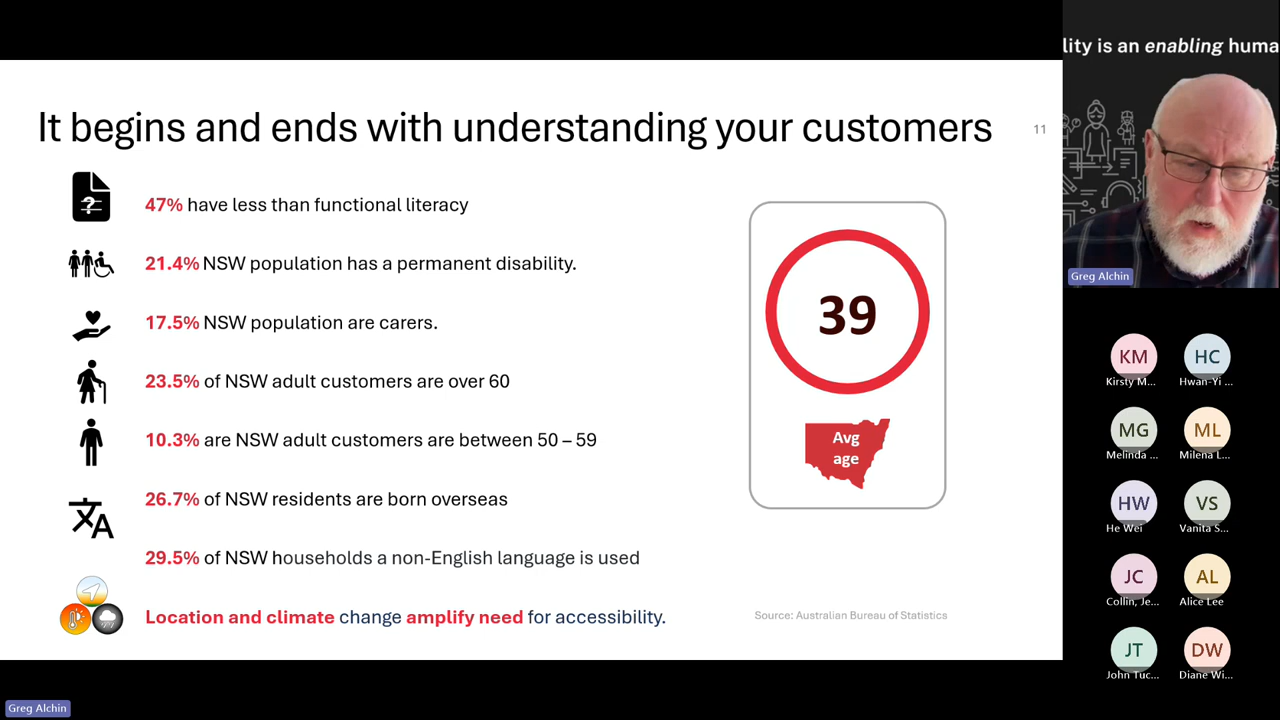 lity is an enabling huma
It begins and ends with understanding your customers
11
47% have less than functional literacy
21.4% NSW population has a permanent disability.
17.5% NSW population are carers.
23.5% of NSW adult customers are over 60
10.3% are NSW adult customers are between 50 – 59
26.7% of NSW residents are born overseas
29.5% of NSW households a non-English language is used
Location and climate change amplify need for accessibility.
39
Avg
age
Source: Australian Bureau of Statistics
Greg Alchin
KM
Kirsty M...
HC
Hwan-Yi ...
MG
Melinda ...
ML
Milena L...
HW
He Wei
VS
Vanita S...
JC
Collin, Je...
AL
Alice Lee
JT
John Tuc...
DW
Diane Wi...
Greg Alchin